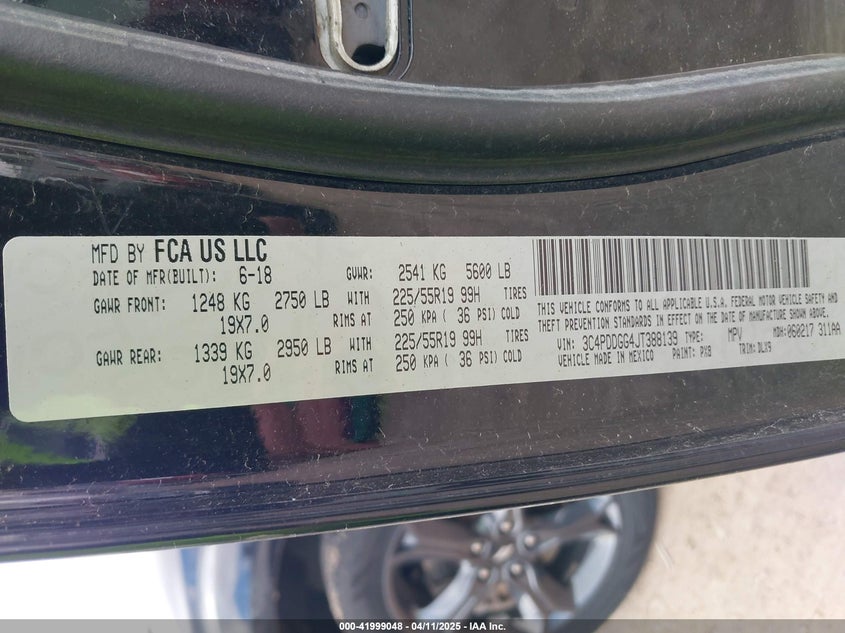 MFD BY FCA US LLC
DATE OF MFR(BUILT): 6-18 GVWR: 2541 KG 5600 LB
GAWR FRONT: 1248 KG 2750 LB WITH 225/55R19 99H TIRES
19X7.0 RIMS AT 250 KPA ( 36 PSI) COLD
GAWR REAR: 1339 KG 2950 LB WITH 225/55R19 99H TIRES
19X7.0 RIMS AT 250 KPA ( 36 PSI) COLD
THIS VEHICLE CONFORMS TO ALL APPLICABLE U.S.A. FEDERAL MOTOR VEHICLE SAFETY AND
THEFT PREVENTION STANDARDS IN EFFECT ON THE DATE OF MANUFACTURE SHOWN ABOVE.
VIN: 3C4PDDGG4JT388139 TYPE: MPV MDH: 060217 311AA
VEHICLE MADE IN MEXICO PAINT: PX8 TRIM: DLX9
000-41999048 - 04/11/2025 - IAA Inc.